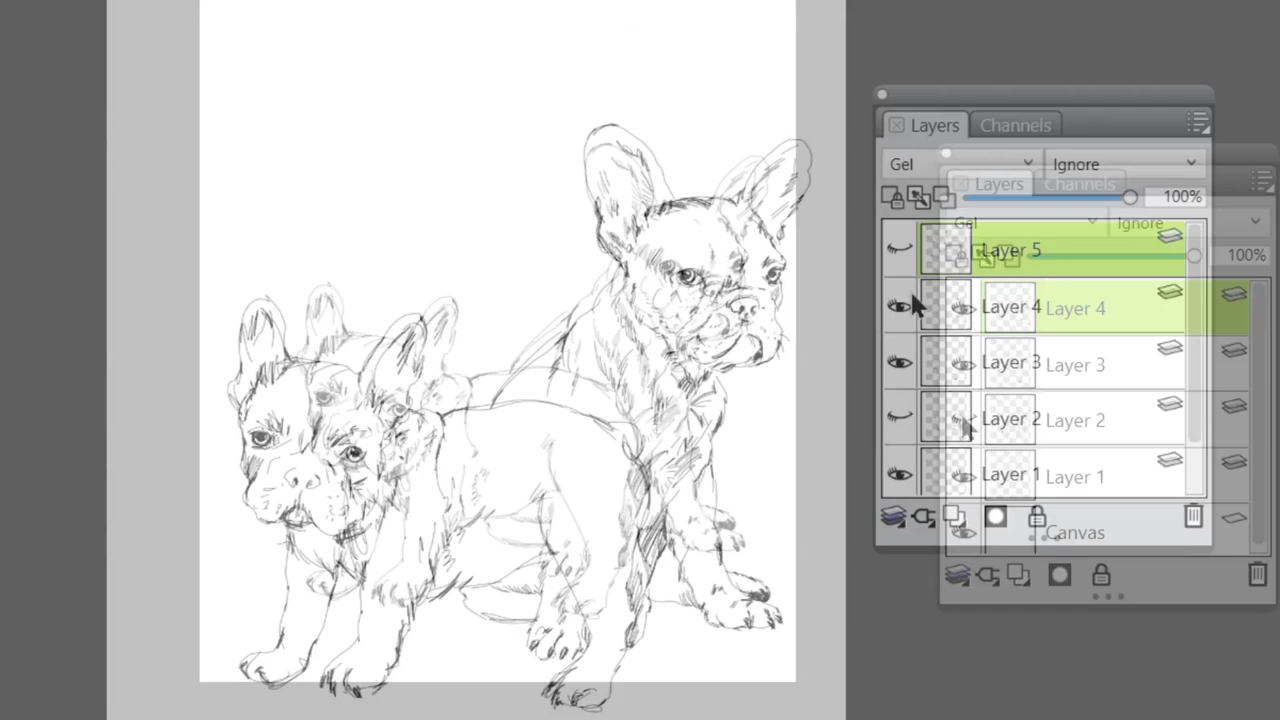 Layers Channels
Gel Ignore
100%
Layer 5
Layer 4
Layer 3
Layer 2
Layer 1
Layers Channels
Gel Ignore
100%
Layer 4
Layer 3
Layer 2
Layer 1
Canvas